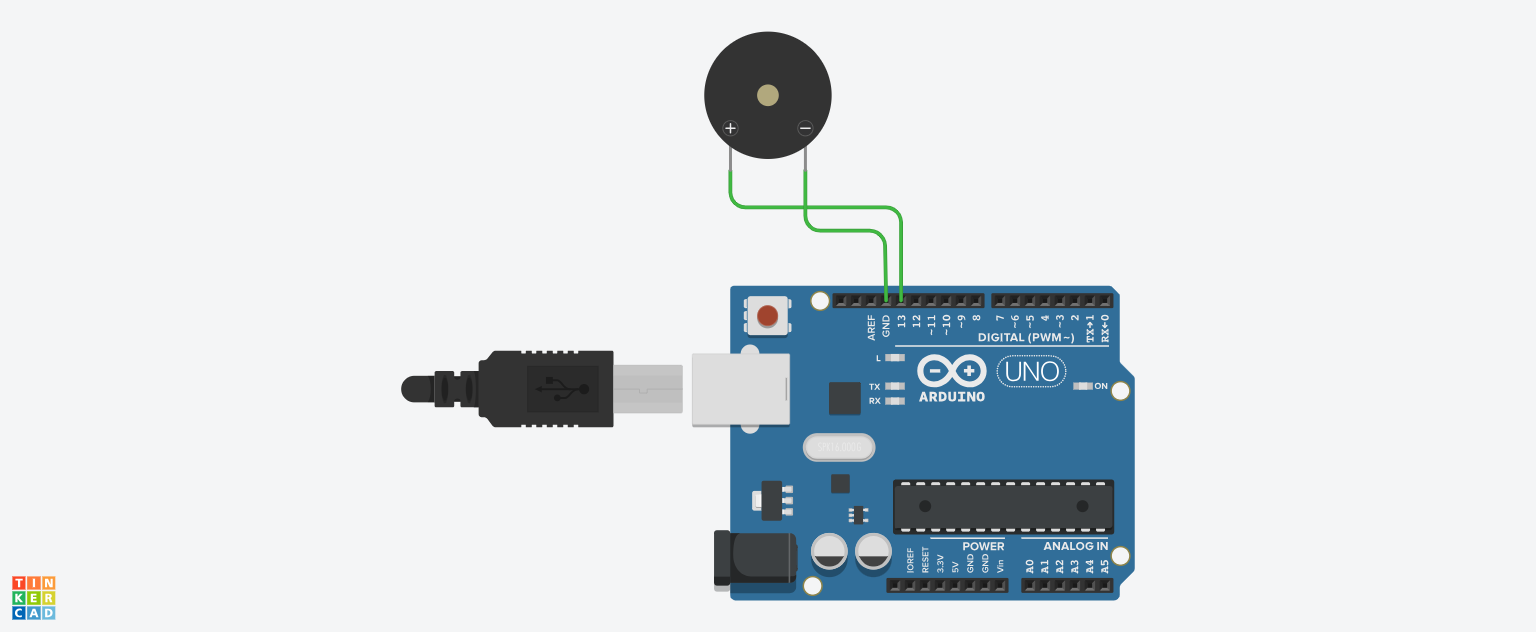 + −
AREF GND 13 12 ~11 ~10 ~9 8 7 ~6 ~5 4 ~3 2 TX→1 RX←0
DIGITAL (PWM~)
L
TX
RX
UNO
ARDUINO
ON
POWER
ANALOG IN
IOREF RESET 3.3V 5V GND GND Vin A0 A1 A2 A3 A4 A5
TIN
KER
CAD